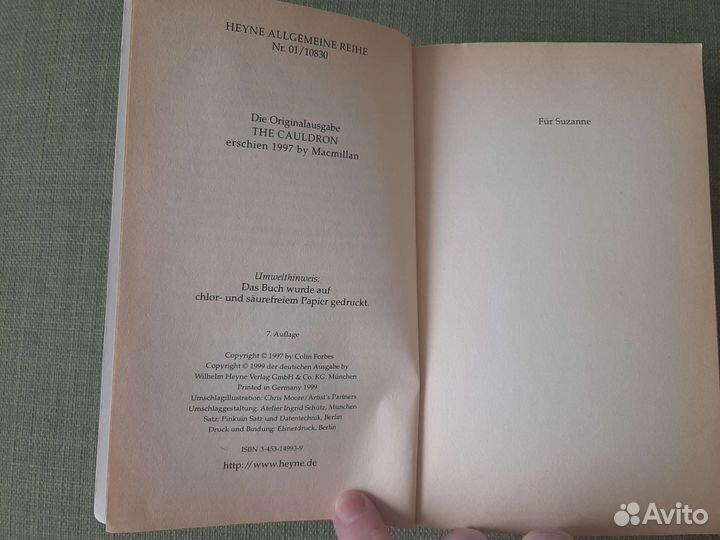 HEYNE ALLGEMEINE REIHE
Nr. 01/10830
Die Originalausgabe
THE CAULDRON
erschien 1997 by Macmillan
Umwelthinweis:
Das Buch wurde auf
chlor- und säurefreiem Papier gedruckt.
7. Auflage
Copyright © 1997 by Colin Forbes
Copyright © 1999 der deutschen Ausgabe by
Wilhelm Heyne Verlag GmbH & Co. KG, München
Printed in Germany 1999
Umschlagillustration: Chris Moore/Artist's Partners
Umschlaggestaltung: Atelier Ingrid Schütz, München
Satz: Pinkuin Satz und Datentechnik, Berlin
Druck und Bindung: Elsnerdruck, Berlin
ISBN 3-453-14993-9
http://www.heyne.de
Für Suzanne
Avito